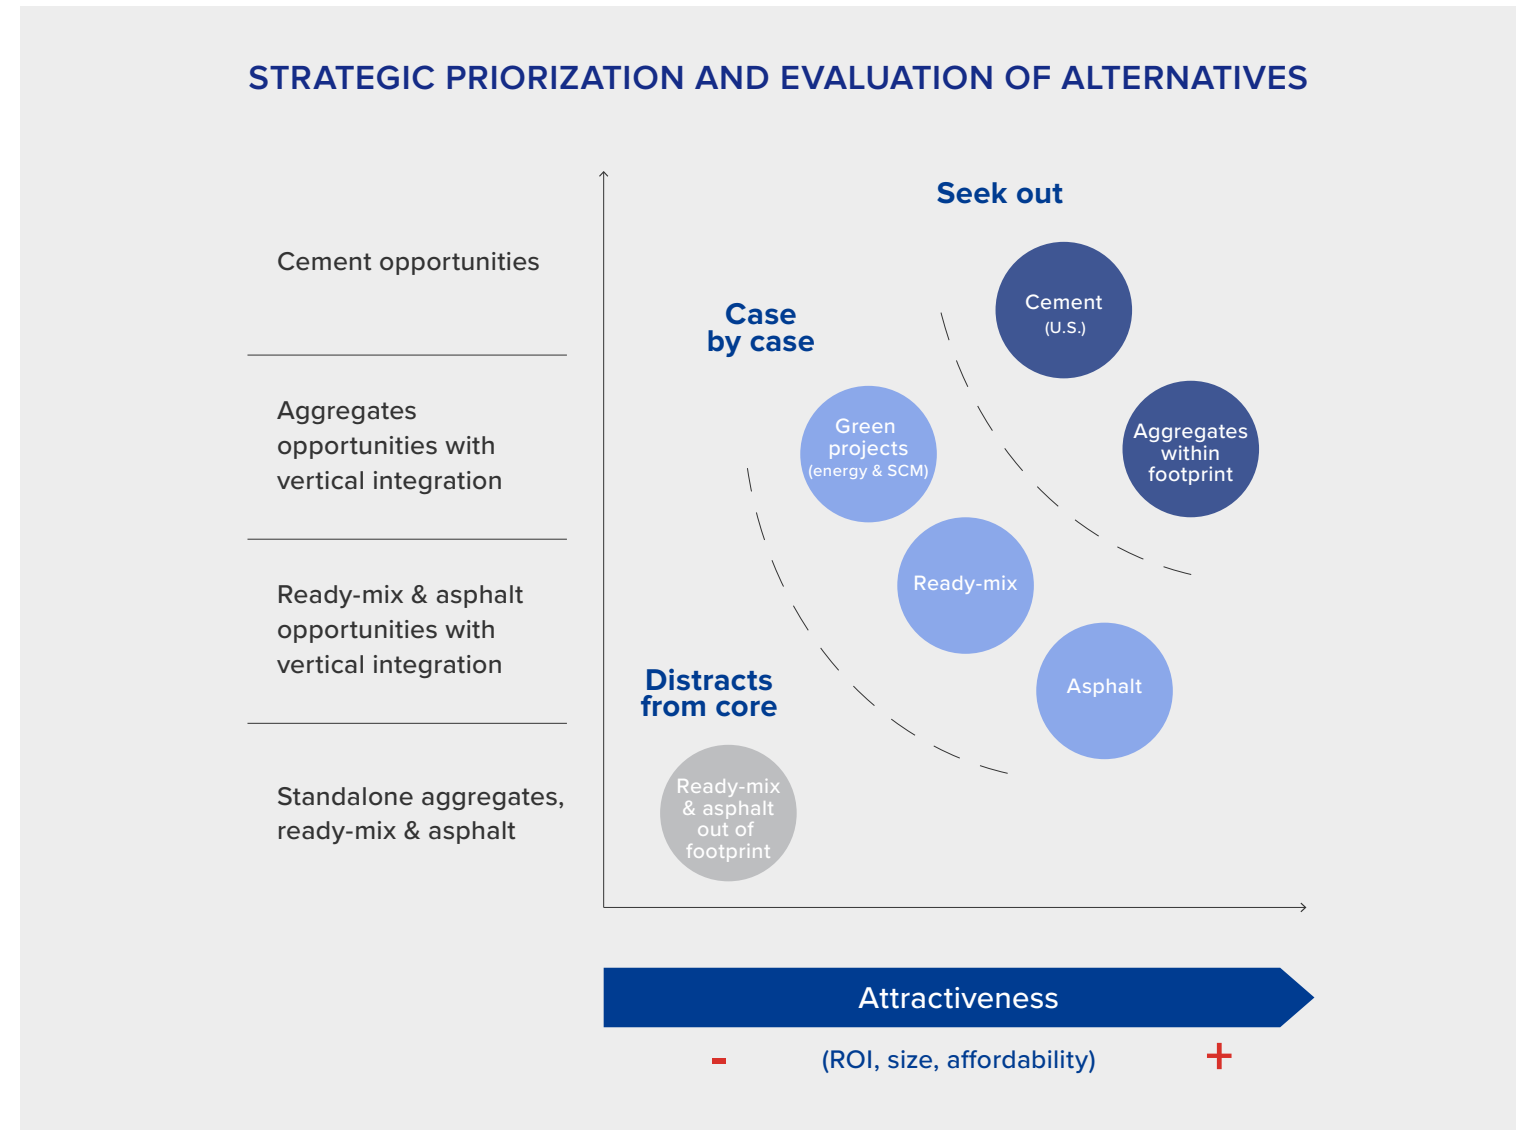 STRATEGIC PRIORIZATION AND EVALUATION OF ALTERNATIVES
Cement opportunities
Aggregates
opportunities with
vertical integration
Ready-mix & asphalt
opportunities with
vertical integration
Standalone aggregates,
ready-mix & asphalt
Seek out
Cement
(U.S.)
Aggregates
within
footprint
Case
by case
Green
projects
(energy & SCM)
Ready-mix
Asphalt
Distracts
from core
Ready-mix
& asphalt
out of
footprint
Attractiveness
- (ROI, size, affordability) +